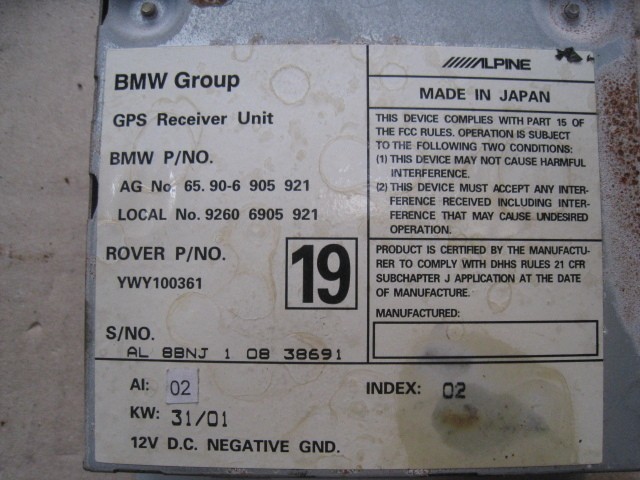 BMW Group
GPS Receiver Unit
BMW P/NO.
AG No. 65. 90-6 905 921
LOCAL No. 9260 6905 921
ROVER P/NO.
YWY100361
19
S/NO.
AL 8BNJ 1 08 38691
AI: 02
KW: 31/01
12V D.C. NEGATIVE GND.
INDEX: 02
ALPINE
MADE IN JAPAN
THIS DEVICE COMPLIES WITH PART 15 OF
THE FCC RULES. OPERATION IS SUBJECT
TO THE FOLLOWING TWO CONDITIONS:
(1) THIS DEVICE MAY NOT CAUSE HARMFUL
INTERFERENCE.
(2) THIS DEVICE MUST ACCEPT ANY INTER-
FERENCE RECEIVED INCLUDING INTER-
FERENCE THAT MAY CAUSE UNDESIRED
OPERATION.
PRODUCT IS CERTIFIED BY THE MANUFACTU-
RER TO COMPLY WITH DHHS RULES 21 CFR
SUBCHAPTER J APPLICATION AT THE DATE
OF MANUFACTURE.
MANUFACTURED: